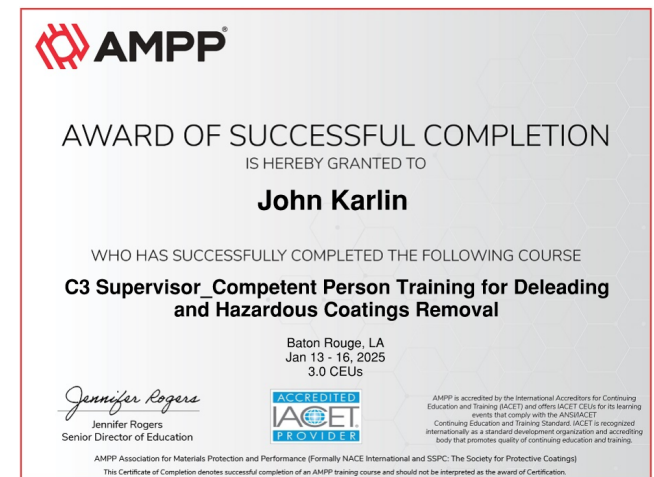 AMPP®
AWARD OF SUCCESSFUL COMPLETION
IS HEREBY GRANTED TO
John Karlin
WHO HAS SUCCESSFULLY COMPLETED THE FOLLOWING COURSE
C3 Supervisor_Competent Person Training for Deleading
and Hazardous Coatings Removal
Baton Rouge, LA
Jan 13 - 16, 2025
3.0 CEUs
Jennifer Rogers
Jennifer Rogers
Senior Director of Education
ACCREDITED
IACET
PROVIDER
AMPP is accredited by the International Accreditors for Continuing
Education and Training (IACET) and offers IACET CEUs for its learning
events that comply with the ANSI/IACET
Continuing Education and Training Standard. IACET is recognized
internationally as a standard development organization and accrediting
body that promotes quality of continuing education and training.
AMPP Association for Materials Protection and Performance (Formally NACE International and SSPC: The Society for Protective Coatings)
This Certificate of Completion denotes successful completion of an AMPP training course and should not be interpreted as the award of Certification.